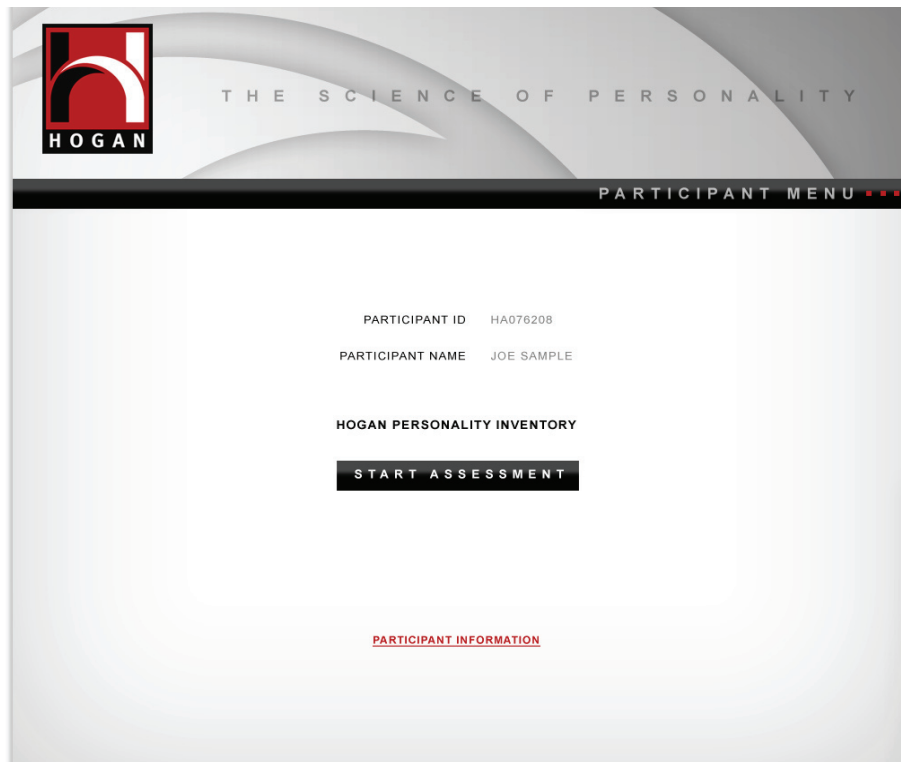 HOGAN
THE SCIENCE OF PERSONALITY
PARTICIPANT MENU
PARTICIPANT ID HA076208
PARTICIPANT NAME JOE SAMPLE
HOGAN PERSONALITY INVENTORY
START ASSESSMENT
PARTICIPANT INFORMATION